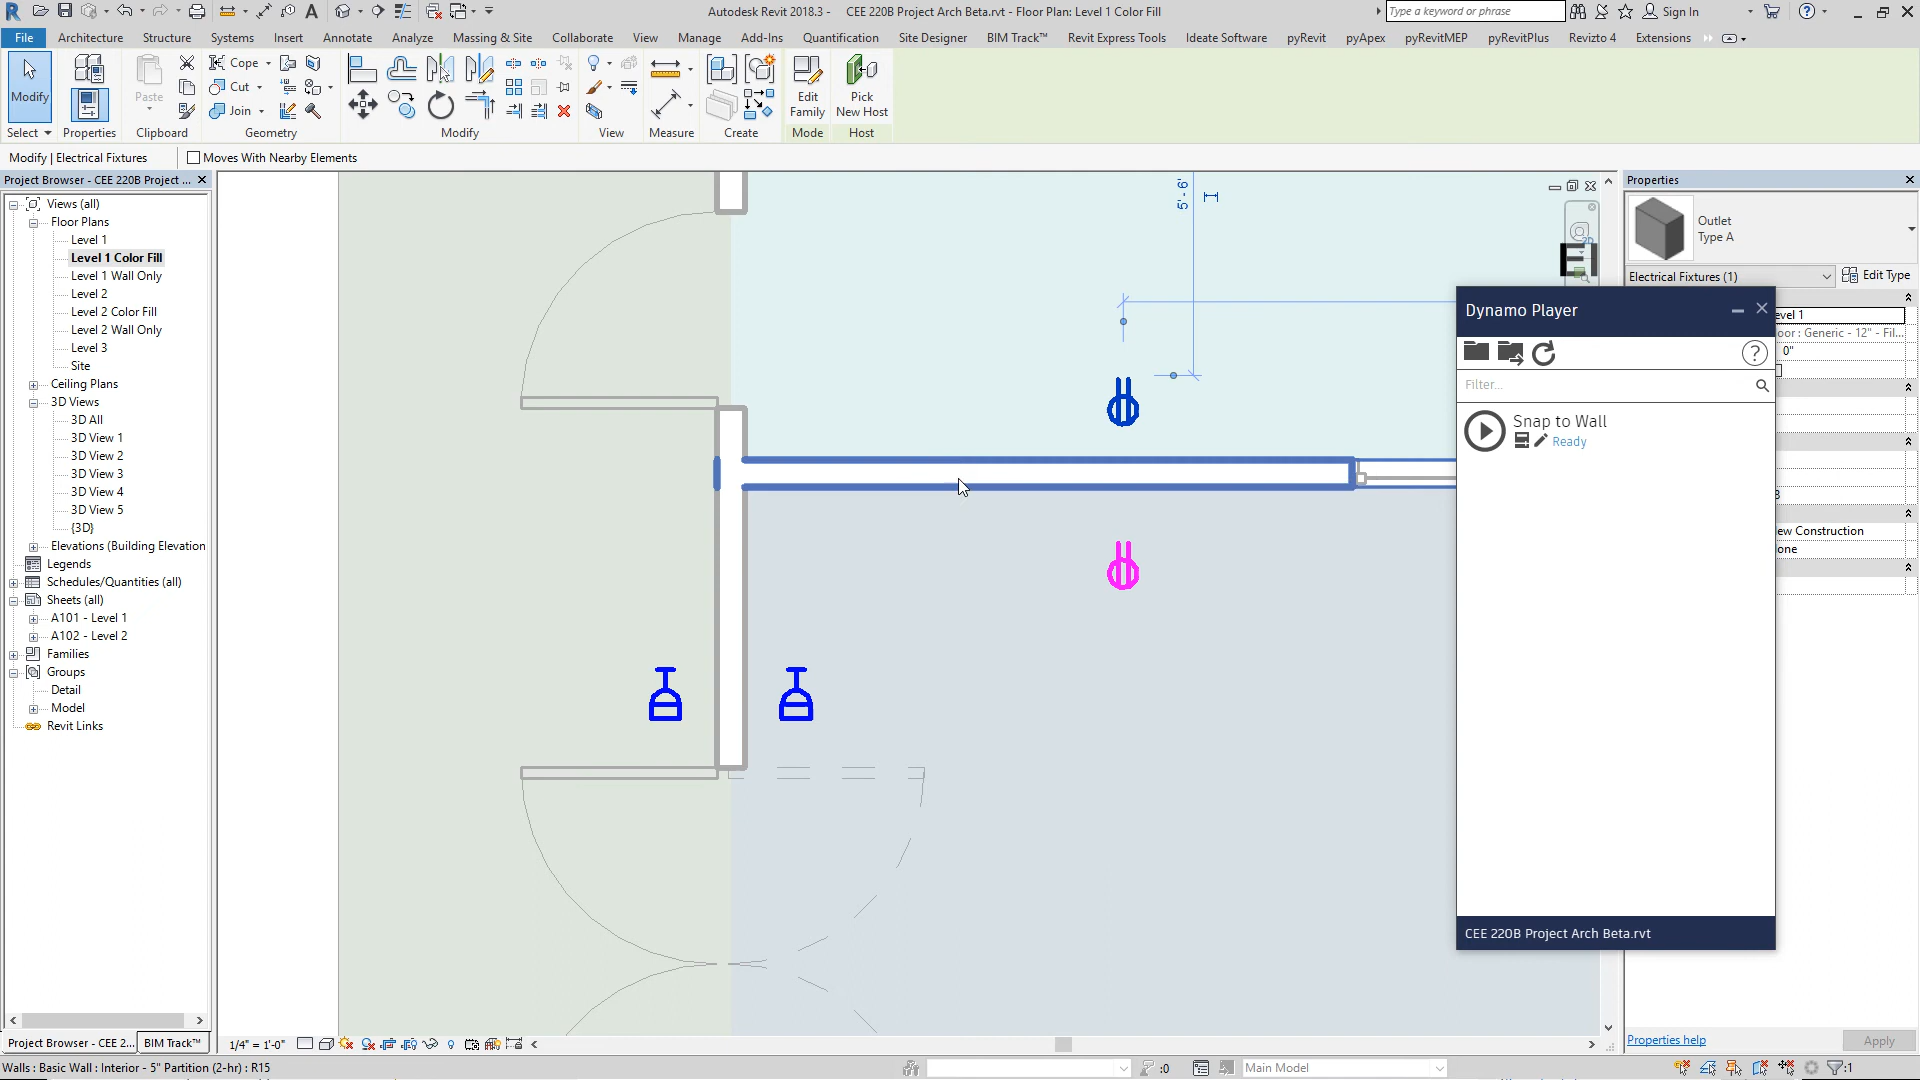 Autodesk Revit 2018.3 - CEE 220B Project Arch Beta.rvt - Floor Plan: Level 1 Color Fill
Type a keyword or phrase
Sign In
File Architecture Structure Systems Insert Annotate Analyze Massing & Site Collaborate View Manage Add-Ins Quantification Site Designer BIM Track™ Revit Express Tools Ideate Software pyRevit pyApex pyRevitMEP pyRevitPlus Revizto 4 Extensions
Modify
Paste
Cope
Cut
Join
Edit
Family
Pick
New Host
Select Properties Clipboard Geometry Modify View Measure Create Mode Host
Modify | Electrical Fixtures
Moves With Nearby Elements
Project Browser - CEE 220B Project ...
Views (all)
Floor Plans
Level 1
Level 1 Color Fill
Level 1 Wall Only
Level 2
Level 2 Color Fill
Level 2 Wall Only
Level 3
Site
Ceiling Plans
3D Views
3D All
3D View 1
3D View 2
3D View 3
3D View 4
3D View 5
{3D}
Elevations (Building Elevation
Legends
Schedules/Quantities (all)
Sheets (all)
A101 - Level 1
A102 - Level 2
Families
Groups
Detail
Model
Revit Links
Project Browser - CEE 2... BIM Track™
5' - 6"
Properties
Outlet
Type A
Electrical Fixtures (1)
Edit Type
evel 1
oor : Generic - 12" - Fil...
0"
ew Construction
one
Dynamo Player
Filter...
Snap to Wall
Ready
CEE 220B Project Arch Beta.rvt
Properties help
Apply
1/4" = 1'-0"
Walls : Basic Wall : Interior - 5" Partition (2-hr) : R15
:0
Main Model
:1